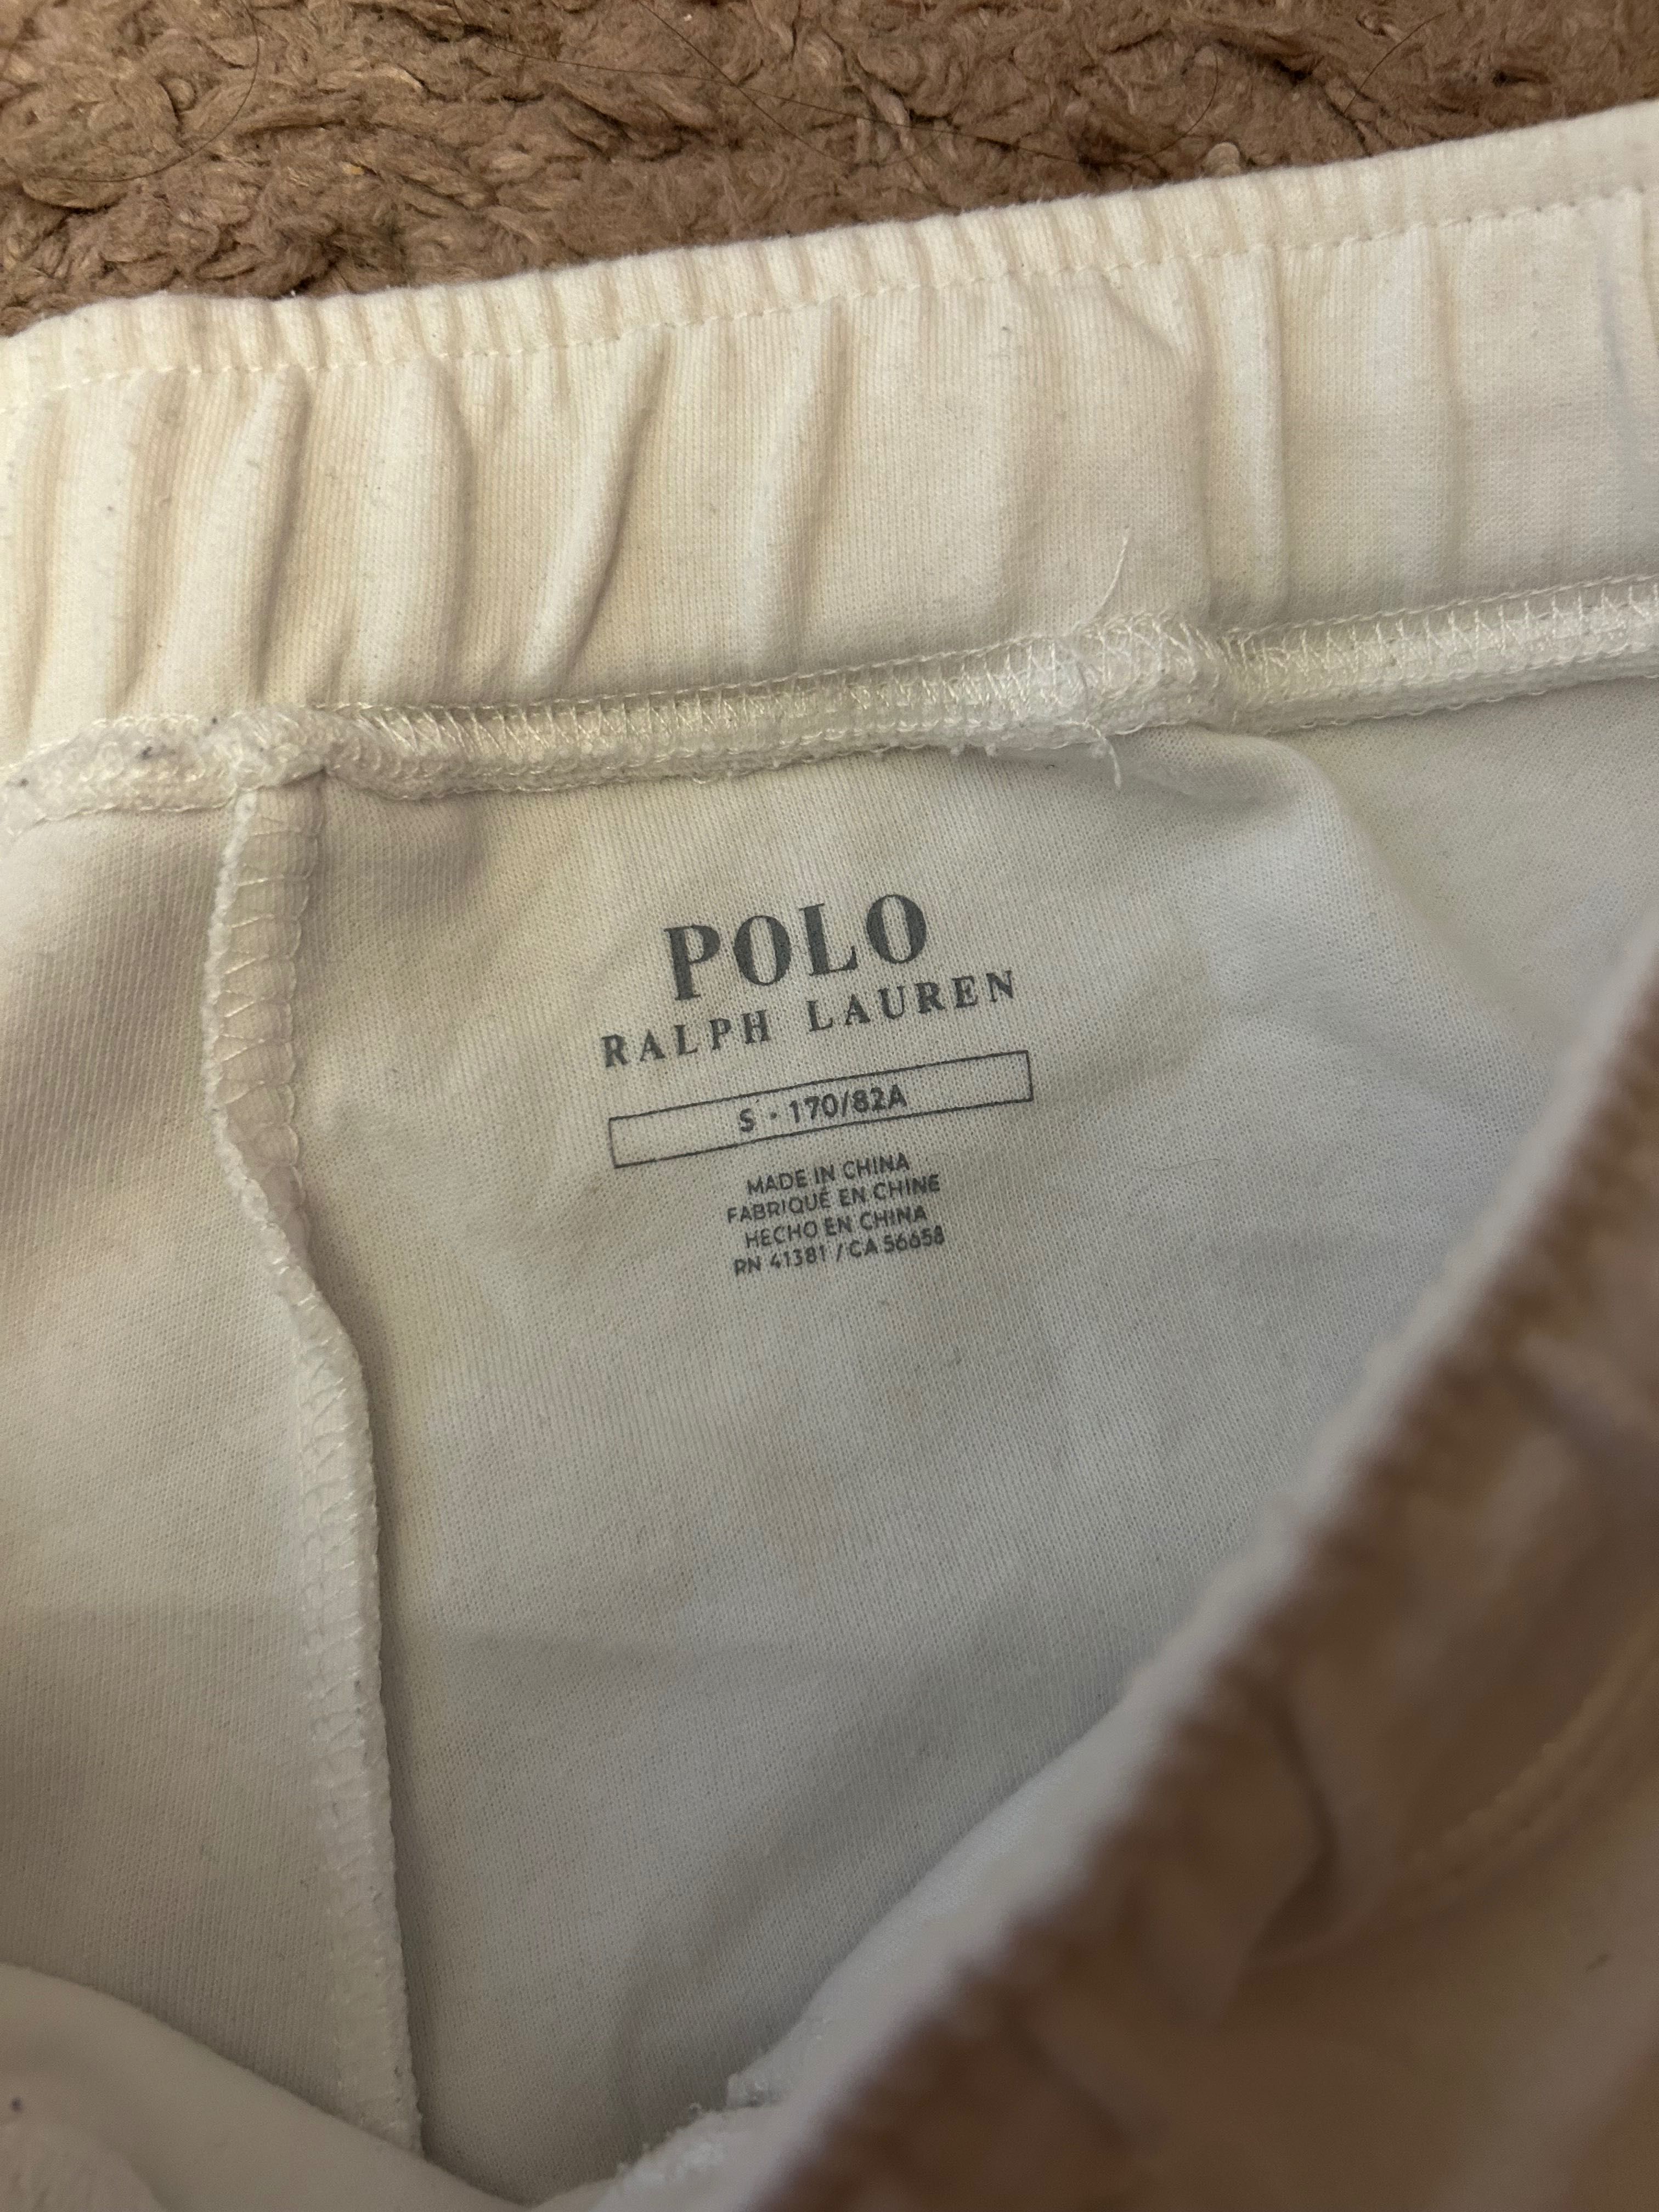 POLO
RALPH LAUREN
S - 170/82A
MADE IN CHINA
FABRIQUÉ EN CHINE
HECHO EN CHINA
RN 41381 / CA 56658